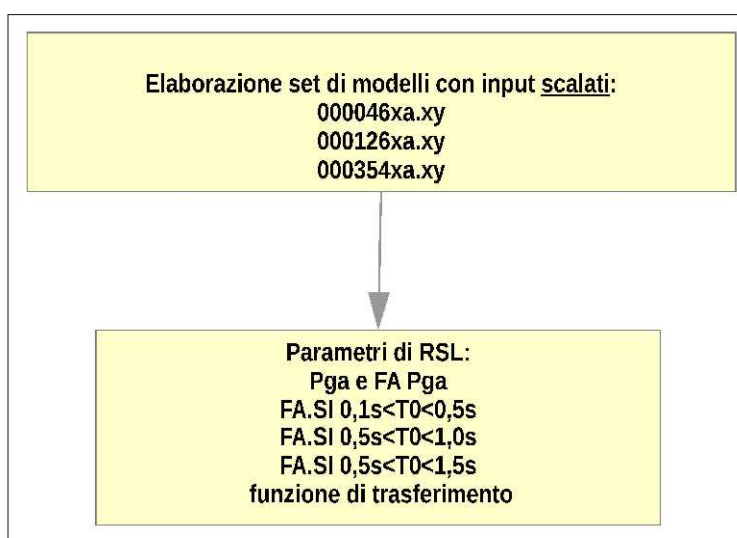 Elaborazione set di modelli con input scalati:
000046xa.xy
000126xa.xy
000354xa.xy
Parametri di RSL:
Pga e FA Pga
FA.SI 0,1s<T0<0,5s
FA.SI 0,5s<T0<1,0s
FA.SI 0,5s<T0<1,5s
funzione di trasferimento